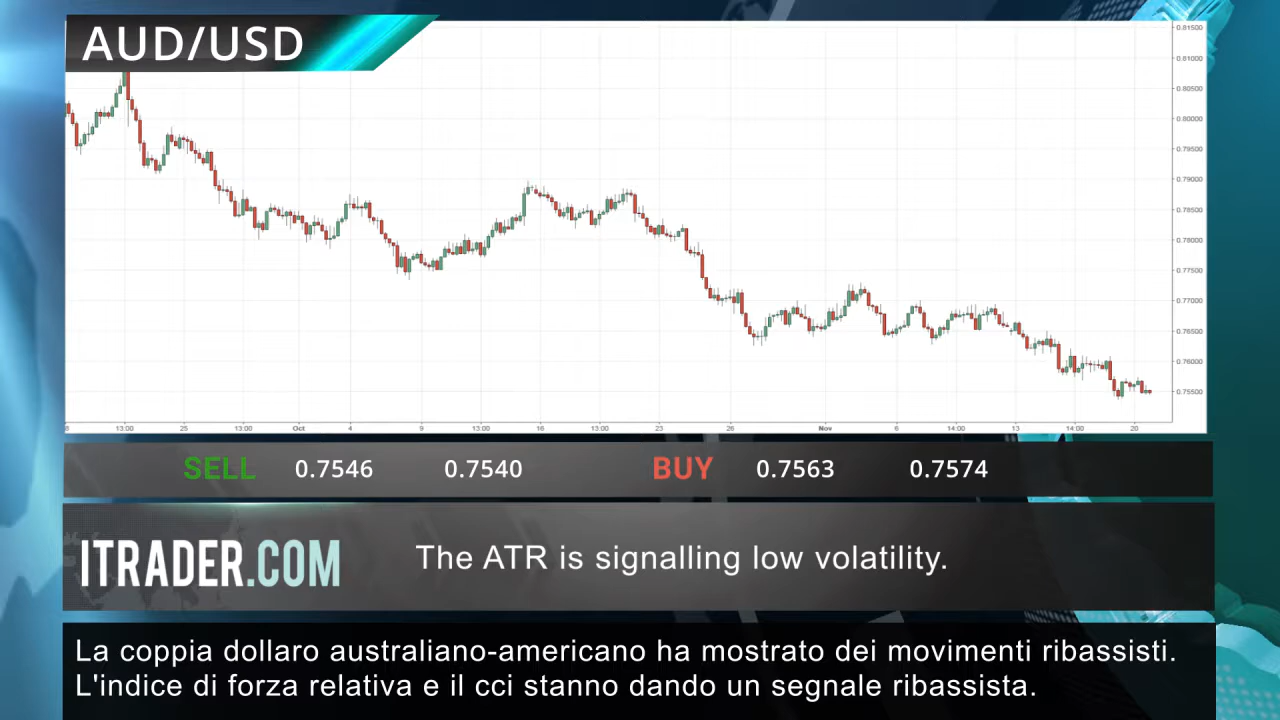 AUD/USD
0.81500
0.81000
0.80500
0.80000
0.79500
0.79000
0.78500
0.78000
0.77500
0.77000
0.76500
0.76000
0.75500
8 13:00 25 13:00 Oct 4 9 13:00 16 13:00 23 26 Nov 6 14:00 13 14:00 20
SELL 0.7546 0.7540 BUY 0.7563 0.7574
ITRADER.COM
The ATR is signalling low volatility.
La coppia dollaro australiano-americano ha mostrato dei movimenti ribassisti.
L'indice di forza relativa e il cci stanno dando un segnale ribassista.